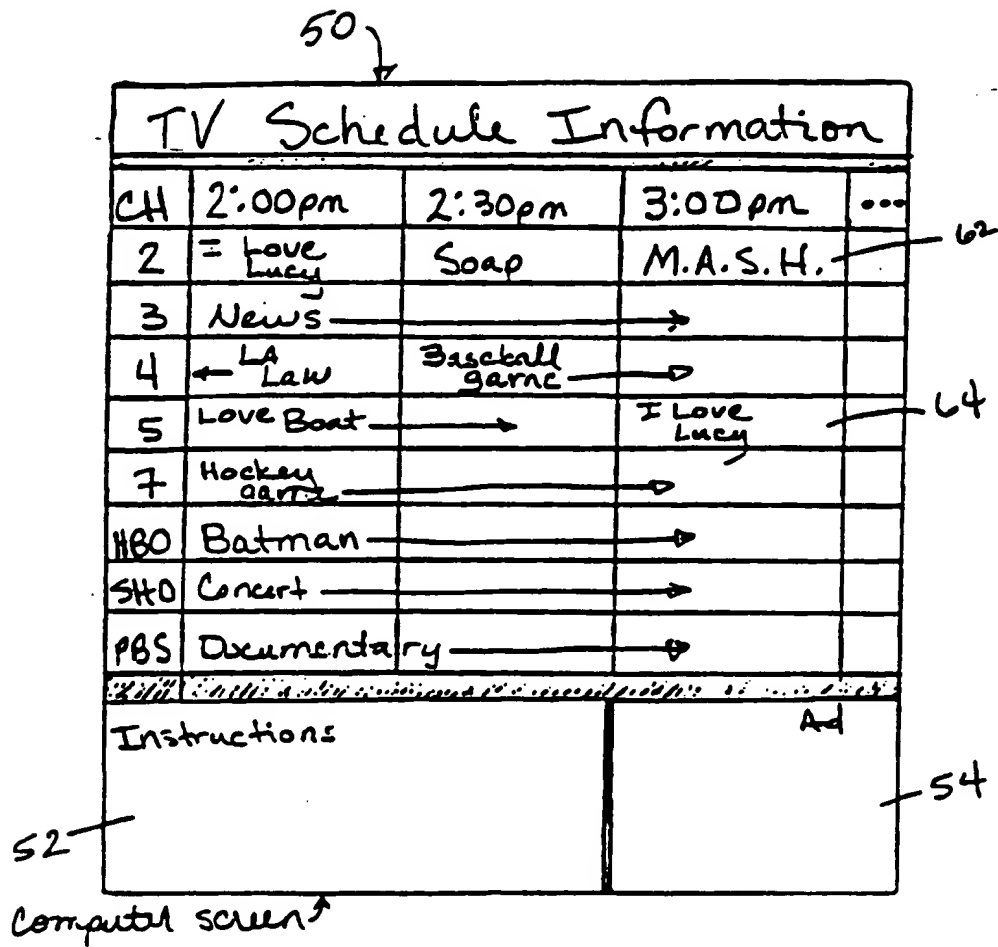 50
TV Schedule Information
CH 2:00pm 2:30pm 3:00pm •••
2 I Love Lucy Soap M.A.S.H. 62
3 News
4 LA Law Baseball game
5 Love Boat I Love Lucy 64
7 Hockey game
HBO Batman
SHO Concert
PBS Documentary
Instructions Ad
52 54
Computer screen